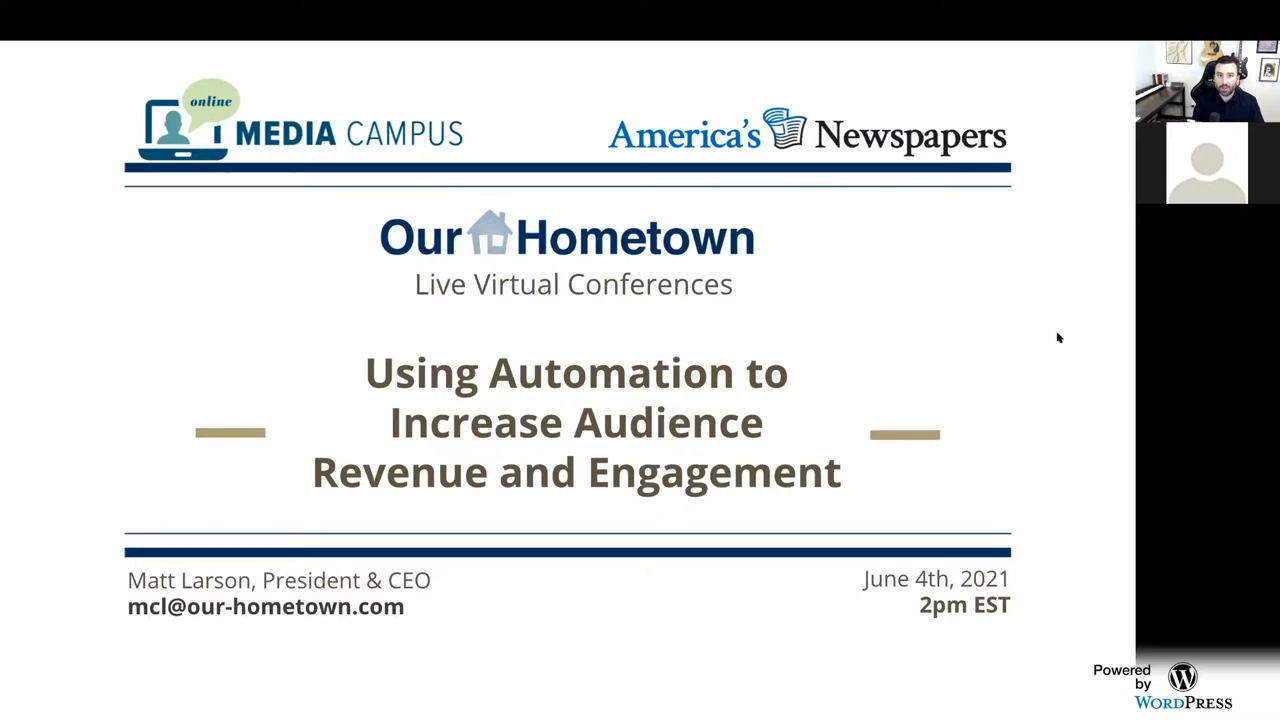 online
MEDIA CAMPUS
America's Newspapers
Our Hometown
Live Virtual Conferences
Using Automation to
Increase Audience
Revenue and Engagement
Matt Larson, President & CEO
mcl@our-hometown.com
June 4th, 2021
2pm EST
Powered
by
WORDPRESS